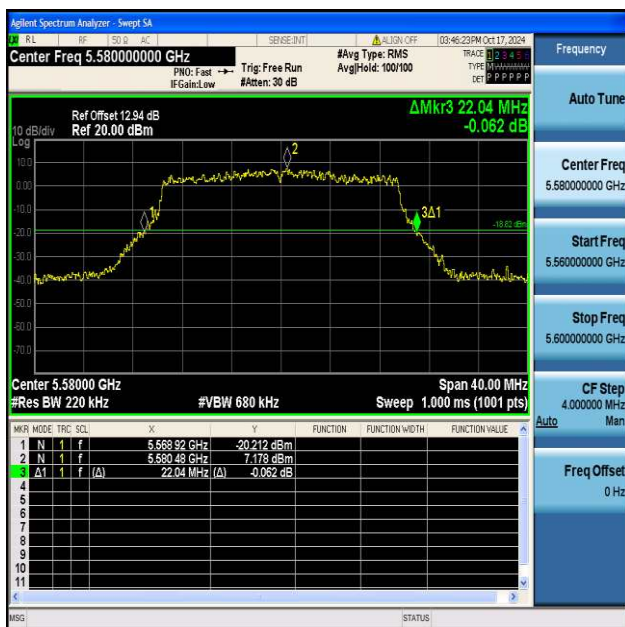 Agilent Spectrum Analyzer - Swept SA
RL RF 50 Ω AC SENSE:INT ALIGN OFF 03:46:23 PM Oct 17, 2024
Center Freq 5.580000000 GHz
PNO: Fast
IFGain:Low
Trig: Free Run
#Atten: 30 dB
#Avg Type: RMS
Avg|Hold: 100/100
TRACE 1 2 3 4 5 6
TYPE M
DET P P P P P P
Ref Offset 12.94 dB
10 dB/div Ref 20.00 dBm
Log
ΔMkr3 22.04 MHz
-0.062 dB
10.0
0.00
-10.0
-20.0
-30.0
-40.0
-50.0
-60.0
-70.0
1
2
3Δ1
-18.82 dBm
Center 5.58000 GHz Span 40.00 MHz
#Res BW 220 kHz #VBW 680 kHz Sweep 1.000 ms (1001 pts)
MKR MODE TRC SCL X Y FUNCTION FUNCTION WIDTH FUNCTION VALUE
1 N 1 f 5.568 92 GHz -20.212 dBm
2 N 1 f 5.580 48 GHz 7.178 dBm
3 Δ1 1 f (Δ) 22.04 MHz (Δ) -0.062 dB
4
5
6
7
8
9
10
11
MSG STATUS
Frequency
Auto Tune
Center Freq
5.580000000 GHz
Start Freq
5.560000000 GHz
Stop Freq
5.600000000 GHz
CF Step
4.000000 MHz
Auto Man
Freq Offset
0 Hz